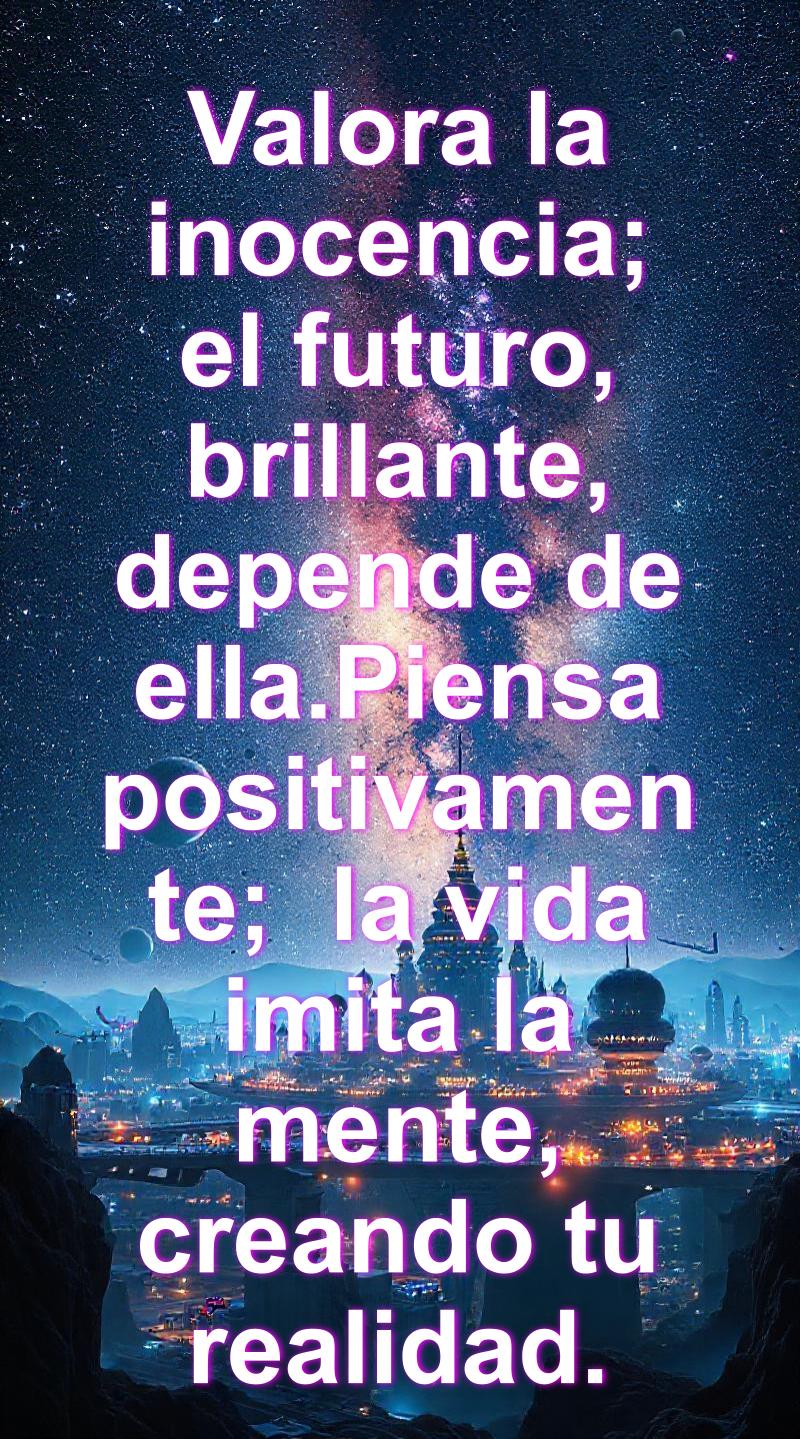 Valora la
inocencia;
el futuro,
brillante,
depende de
ella.Piensa
positivamen
te;  la vida
imita la
mente,
creando tu
realidad.